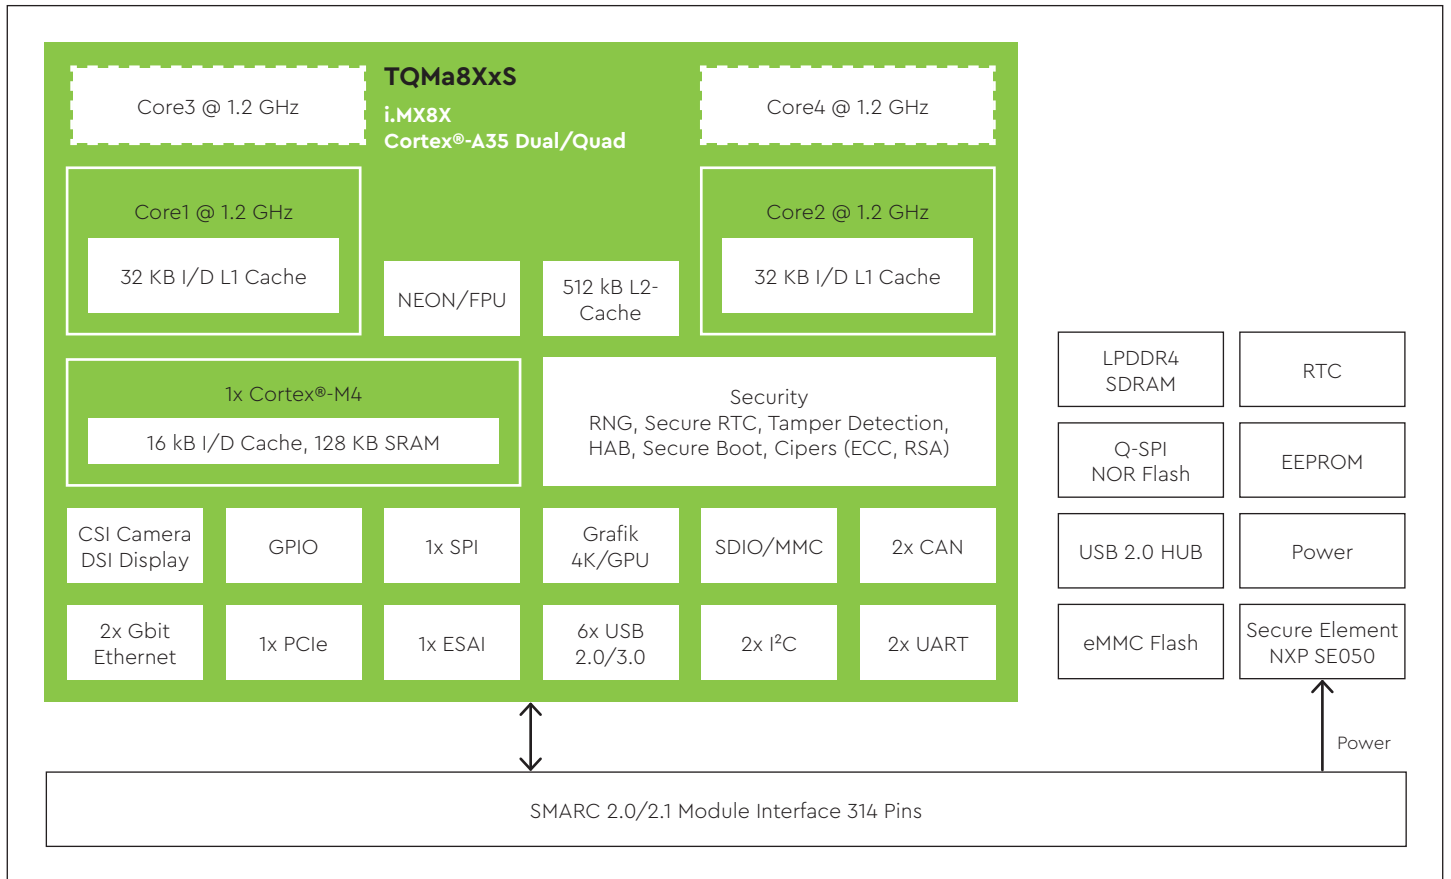 TQMa8XxS
i.MX8X
Cortex®-A35 Dual/Quad
Core3 @ 1.2 GHz
Core4 @ 1.2 GHz
Core1 @ 1.2 GHz
32 KB I/D L1 Cache
NEON/FPU
512 kB L2-
Cache
Core2 @ 1.2 GHz
32 KB I/D L1 Cache
1x Cortex®-M4
16 kB I/D Cache, 128 KB SRAM
Security
RNG, Secure RTC, Tamper Detection,
HAB, Secure Boot, Cipers (ECC, RSA)
CSI Camera
DSI Display
GPIO
1x SPI
Grafik
4K/GPU
SDIO/MMC
2x CAN
2x Gbit
Ethernet
1x PCIe
1x ESAI
6x USB
2.0/3.0
2x I²C
2x UART
LPDDR4
SDRAM
RTC
Q-SPI
NOR Flash
EEPROM
USB 2.0 HUB
Power
eMMC Flash
Secure Element
NXP SE050
Power
SMARC 2.0/2.1 Module Interface 314 Pins